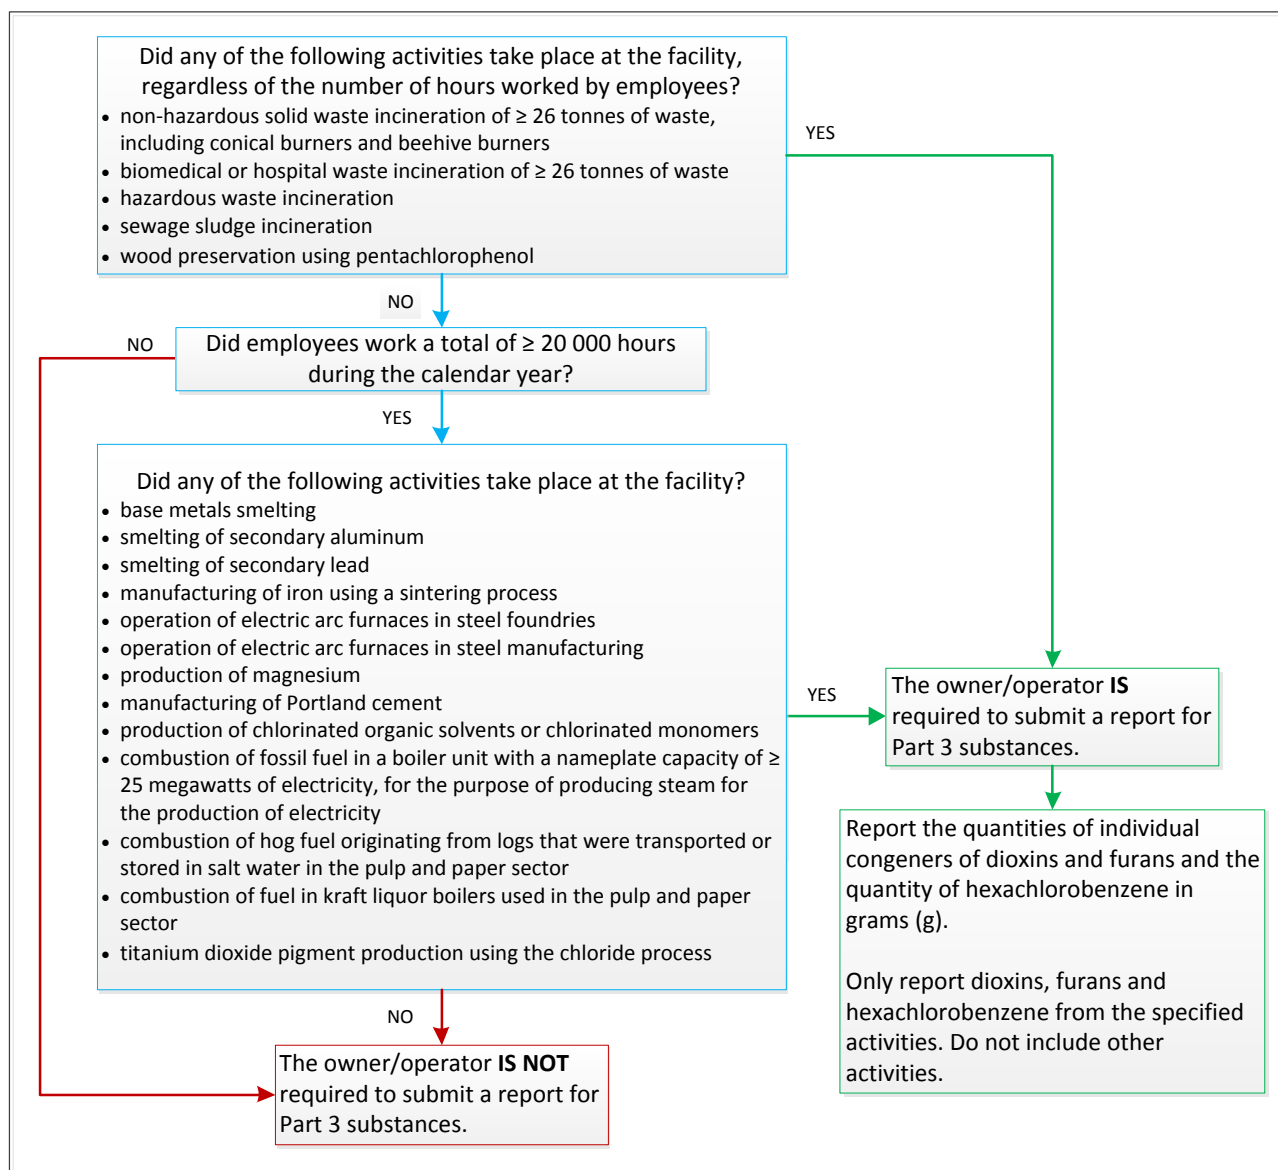 Did any of the following activities take place at the facility,
regardless of the number of hours worked by employees?
• non-hazardous solid waste incineration of ≥ 26 tonnes of waste,
including conical burners and beehive burners
• biomedical or hospital waste incineration of ≥ 26 tonnes of waste
• hazardous waste incineration
• sewage sludge incineration
• wood preservation using pentachlorophenol
YES
NO
NO
Did employees work a total of ≥ 20 000 hours
during the calendar year?
YES
Did any of the following activities take place at the facility?
• base metals smelting
• smelting of secondary aluminum
• smelting of secondary lead
• manufacturing of iron using a sintering process
• operation of electric arc furnaces in steel foundries
• operation of electric arc furnaces in steel manufacturing
• production of magnesium
• manufacturing of Portland cement
• production of chlorinated organic solvents or chlorinated monomers
• combustion of fossil fuel in a boiler unit with a nameplate capacity of ≥
25 megawatts of electricity, for the purpose of producing steam for
the production of electricity
• combustion of hog fuel originating from logs that were transported or
stored in salt water in the pulp and paper sector
• combustion of fuel in kraft liquor boilers used in the pulp and paper
sector
• titanium dioxide pigment production using the chloride process
YES
The owner/operator IS
required to submit a report for
Part 3 substances.
Report the quantities of individual
congeners of dioxins and furans and the
quantity of hexachlorobenzene in
grams (g).
Only report dioxins, furans and
hexachlorobenzene from the specified
activities. Do not include other
activities.
NO
The owner/operator IS NOT
required to submit a report for
Part 3 substances.